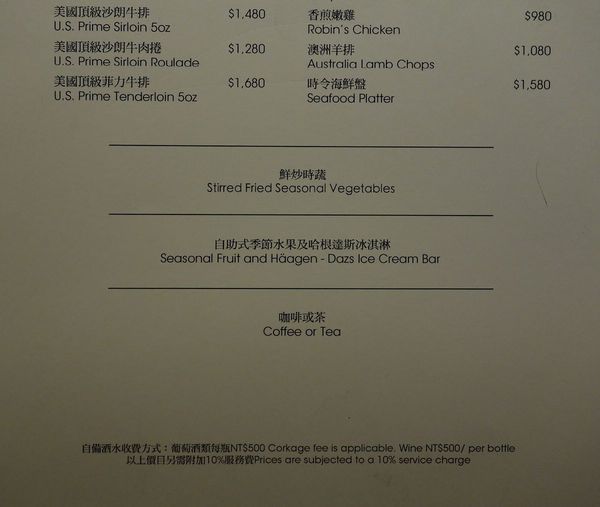 美國頂級沙朗牛排 $1,480
U.S. Prime Sirloin 5oz
美國頂級沙朗牛肉捲 $1,280
U.S. Prime Sirloin Roulade
美國頂級菲力牛排 $1,680
U.S. Prime Tenderloin 5oz
香煎嫩雞 $980
Robin's Chicken
澳洲羊排 $1,080
Australia Lamb Chops
時令海鮮盤 $1,580
Seafood Platter
鮮炒時蔬
Stirred Fried Seasonal Vegetables
自助式季節水果及哈根達斯冰淇淋
Seasonal Fruit and Häagen - Dazs Ice Cream Bar
咖啡或茶
Coffee or Tea
自備酒水收費方式：葡萄酒類每瓶NT$500 Corkage fee is applicable. Wine NT$500/ per bottle
以上價目另需附加10%服務費Prices are subjected to a 10% service charge